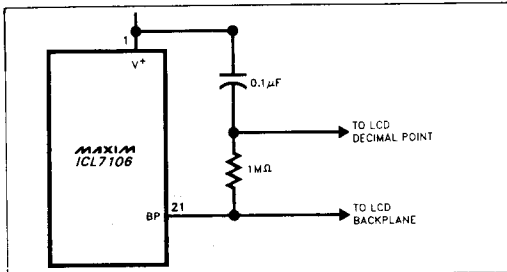 1
V+
0.1µF
TO LCD
DECIMAL POINT
MAXIM
ICL7106
1MΩ
21
BP
TO LCD
BACKPLANE